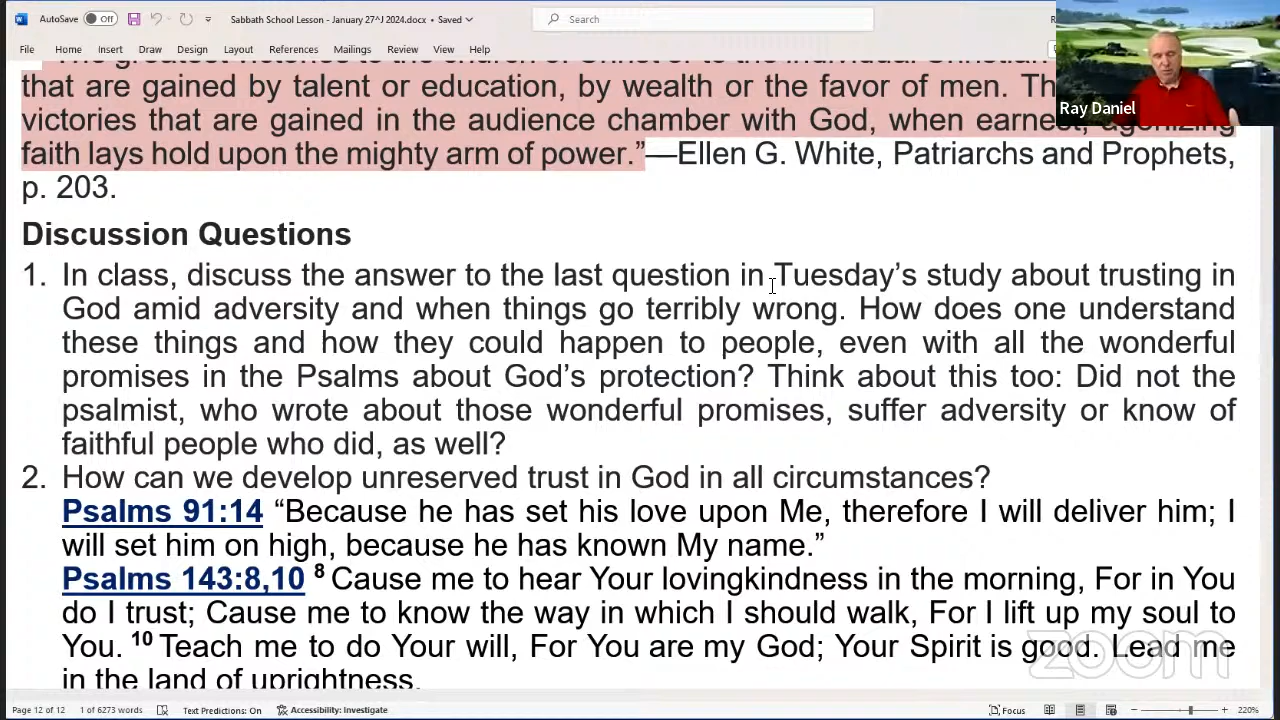 AutoSave Off Sabbath School Lesson - January 27^J 2024.docx • Saved Search
File Home Insert Draw Design Layout References Mailings Review View Help
Ray Daniel
that are gained by talent or education, by wealth or the favor of men.
victories that are gained in the audience chamber with God, when earnest, agonizing
faith lays hold upon the mighty arm of power.”—Ellen G. White, Patriarchs and Prophets,
p. 203.
Discussion Questions
1. In class, discuss the answer to the last question in Tuesday’s study about trusting in
God amid adversity and when things go terribly wrong. How does one understand
these things and how they could happen to people, even with all the wonderful
promises in the Psalms about God’s protection? Think about this too: Did not the
psalmist, who wrote about those wonderful promises, suffer adversity or know of
faithful people who did, as well?
2. How can we develop unreserved trust in God in all circumstances?
Psalms 91:14 “Because he has set his love upon Me, therefore I will deliver him; I
will set him on high, because he has known My name.”
Psalms 143:8,10 8 Cause me to hear Your lovingkindness in the morning, For in You
do I trust; Cause me to know the way in which I should walk, For I lift up my soul to
You. 10 Teach me to do Your will, For You are my God; Your Spirit is good. Lead me
in the land of uprightness.
zoom
Page 12 of 12 1 of 6273 words Text Predictions: On Accessibility: Investigate Focus 220%